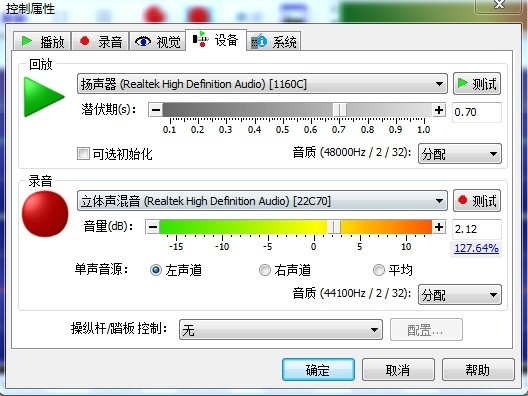 控制属性
播放 录音 视觉 设备 系统
回放
扬声器 (Realtek High Definition Audio) [1160C] 测试
潜伏期(s): − + 0.70
0.1 0.2 0.3 0.4 0.5 0.6 0.7 0.8 0.9 1.0
可选初始化 音质 (48000Hz / 2 / 32): 分配
录音
立体声混音 (Realtek High Definition Audio) [22C70] 测试
音量(dB): − + 2.12
-15 -10 -5 0 5 10 127.64%
单声音源: 左声道 右声道 平均
音质 (44100Hz / 2 / 32): 分配
操纵杆/踏板 控制: 无 配置...
确定 取消 帮助